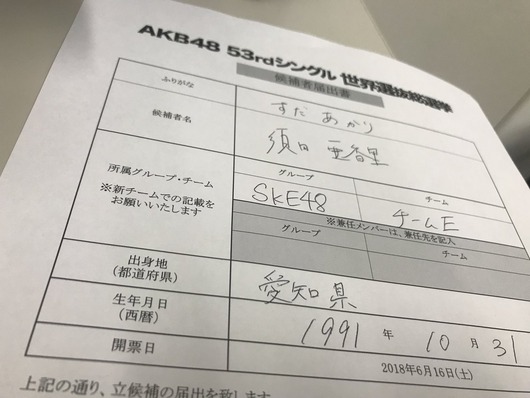 AKB48 53rdシングル 世界選抜総選挙
候補者届出書
ふりがな すだ あかり
候補者名 須田 亜香里
所属グループ・チーム
※新チームでの記載を
お願いいたします
グループ チーム
SKE48 チームE
※兼任メンバーは、兼任先を記入
グループ チーム
出身地
(都道府県)
愛知県
生年月日
(西暦)
1991 年 10 月 31
開票日 2018年6月16日(土)
上記の通り、立候補の届出を致します